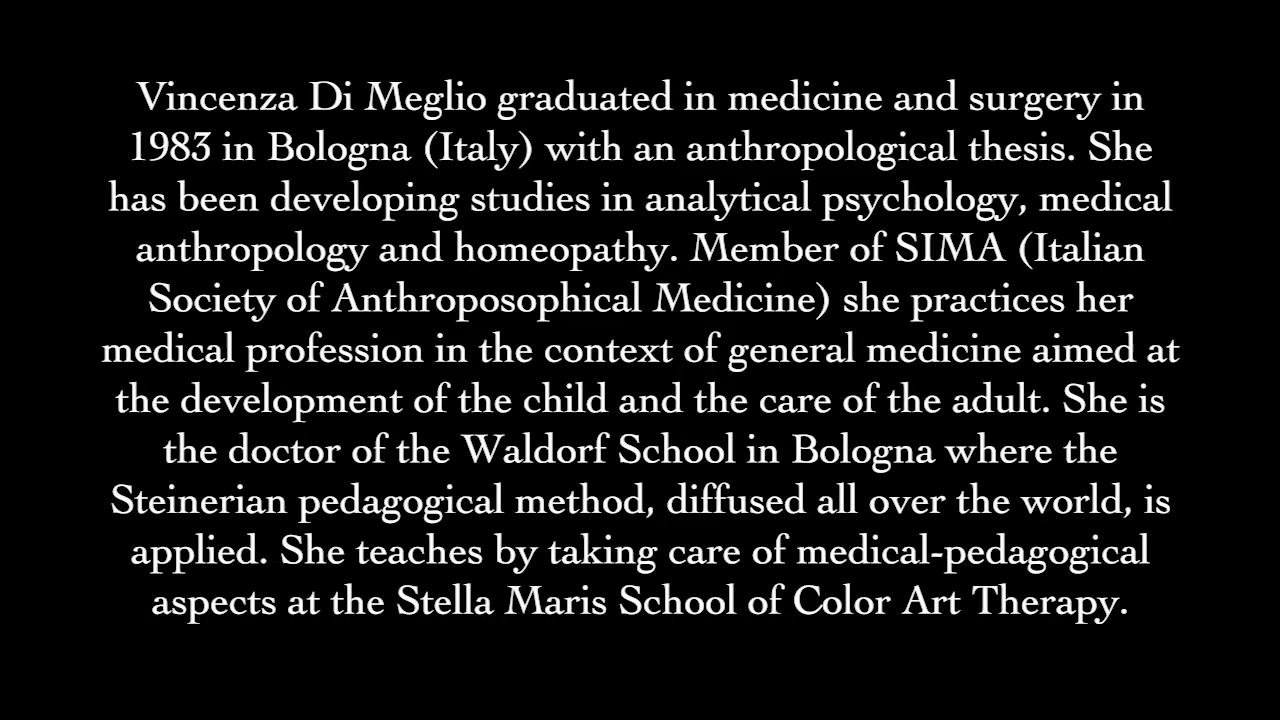 Vincenza Di Meglio graduated in medicine and surgery in
1983 in Bologna (Italy) with an anthropological thesis. She
has been developing studies in analytical psychology, medical
anthropology and homeopathy. Member of SIMA (Italian
Society of Anthroposophical Medicine) she practices her
medical profession in the context of general medicine aimed at
the development of the child and the care of the adult. She is
the doctor of the Waldorf School in Bologna where the
Steinerian pedagogical method, diffused all over the world, is
applied. She teaches by taking care of medical-pedagogical
aspects at the Stella Maris School of Color Art Therapy.